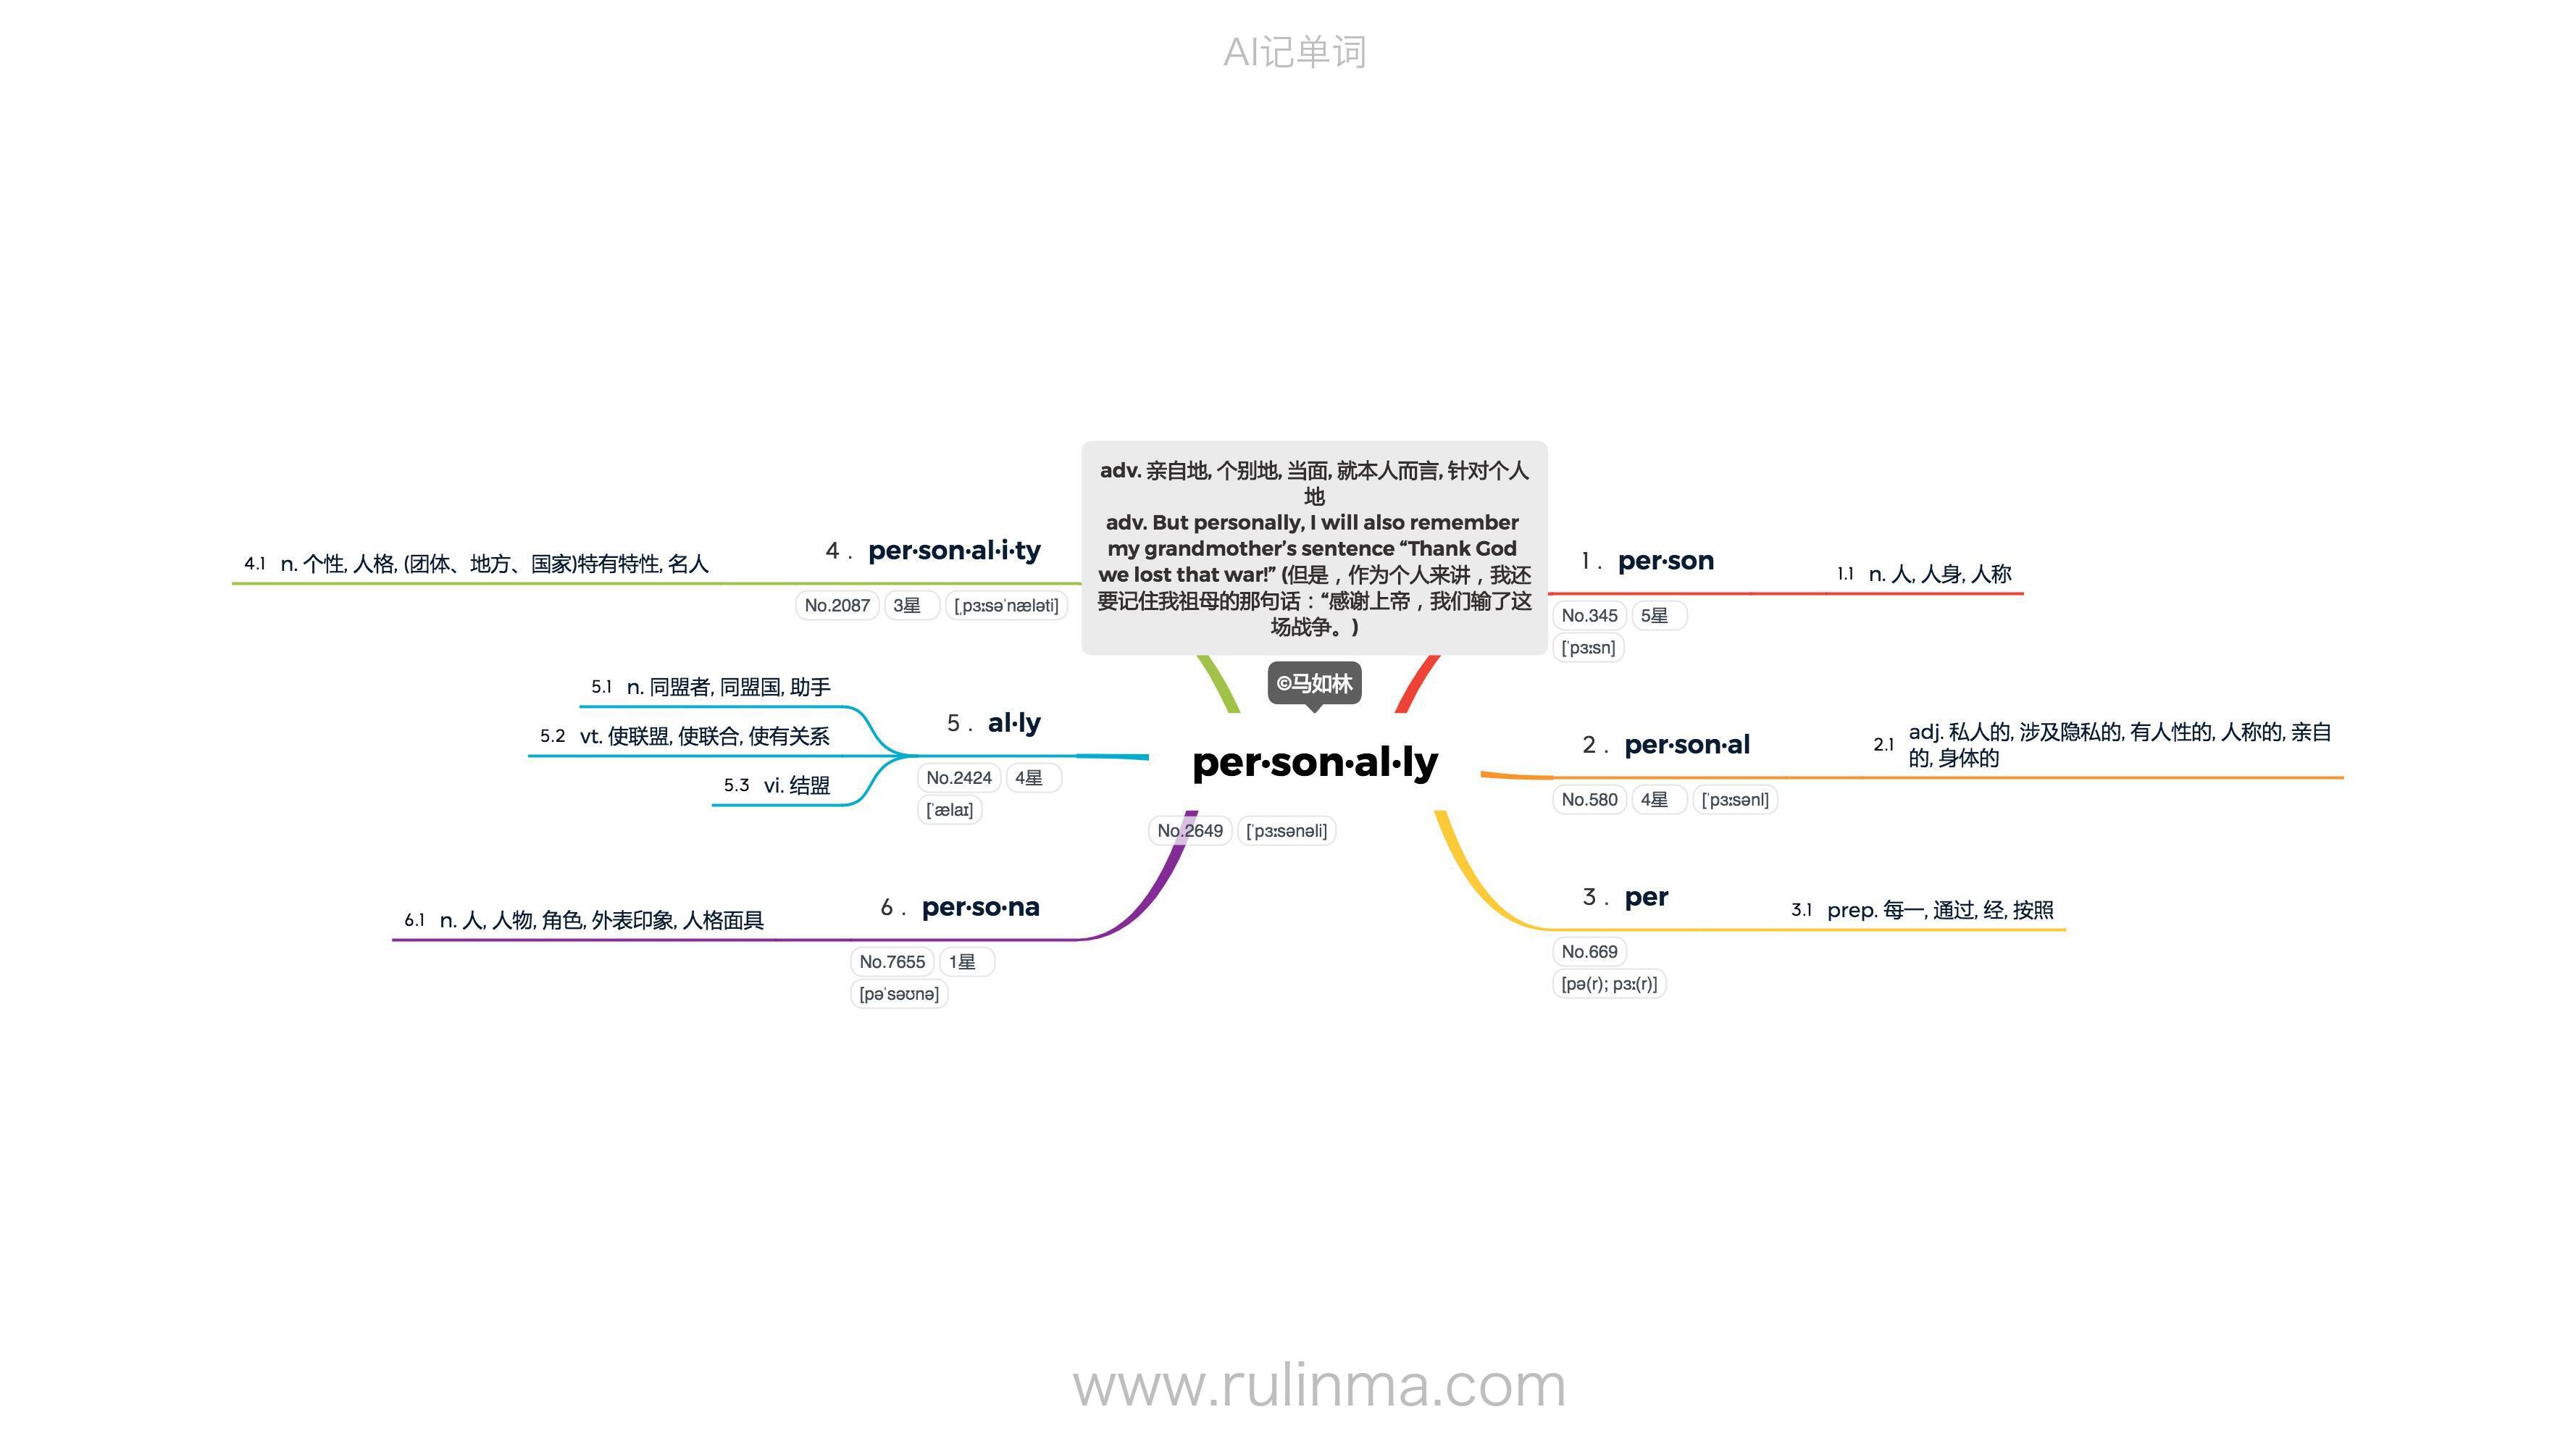 AI记单词
adv. 亲自地, 个别地, 当面, 就本人而言, 针对个人
地
adv. But personally, I will also remember
my grandmother’s sentence “Thank God
we lost that war!” (但是，作为个人来讲，我还
要记住我祖母的那句话：“感谢上帝，我们输了这
场战争。)
©马如林
per·son·al·ly
No.2649 [ˈpɜːsənəli]
1 . per·son
1.1 n. 人, 人身, 人称
No.345 5星
[ˈpɜːsn]
2 . per·son·al
2.1 adj. 私人的, 涉及隐私的, 有人性的, 人称的, 亲自
的, 身体的
No.580 4星 [ˈpɜːsənl]
3 . per
3.1 prep. 每一, 通过, 经, 按照
No.669
[pə(r); pɜː(r)]
4 . per·son·al·i·ty
4.1 n. 个性, 人格, (团体、地方、国家)特有特性, 名人
No.2087 3星 [ˌpɜːsəˈnæləti]
5 . al·ly
5.1 n. 同盟者, 同盟国, 助手
5.2 vt. 使联盟, 使联合, 使有关系
5.3 vi. 结盟
No.2424 4星
[ˈælaɪ]
6 . per·so·na
6.1 n. 人, 人物, 角色, 外表印象, 人格面具
No.7655 1星
[pəˈsəʊnə]
www.rulinma.com